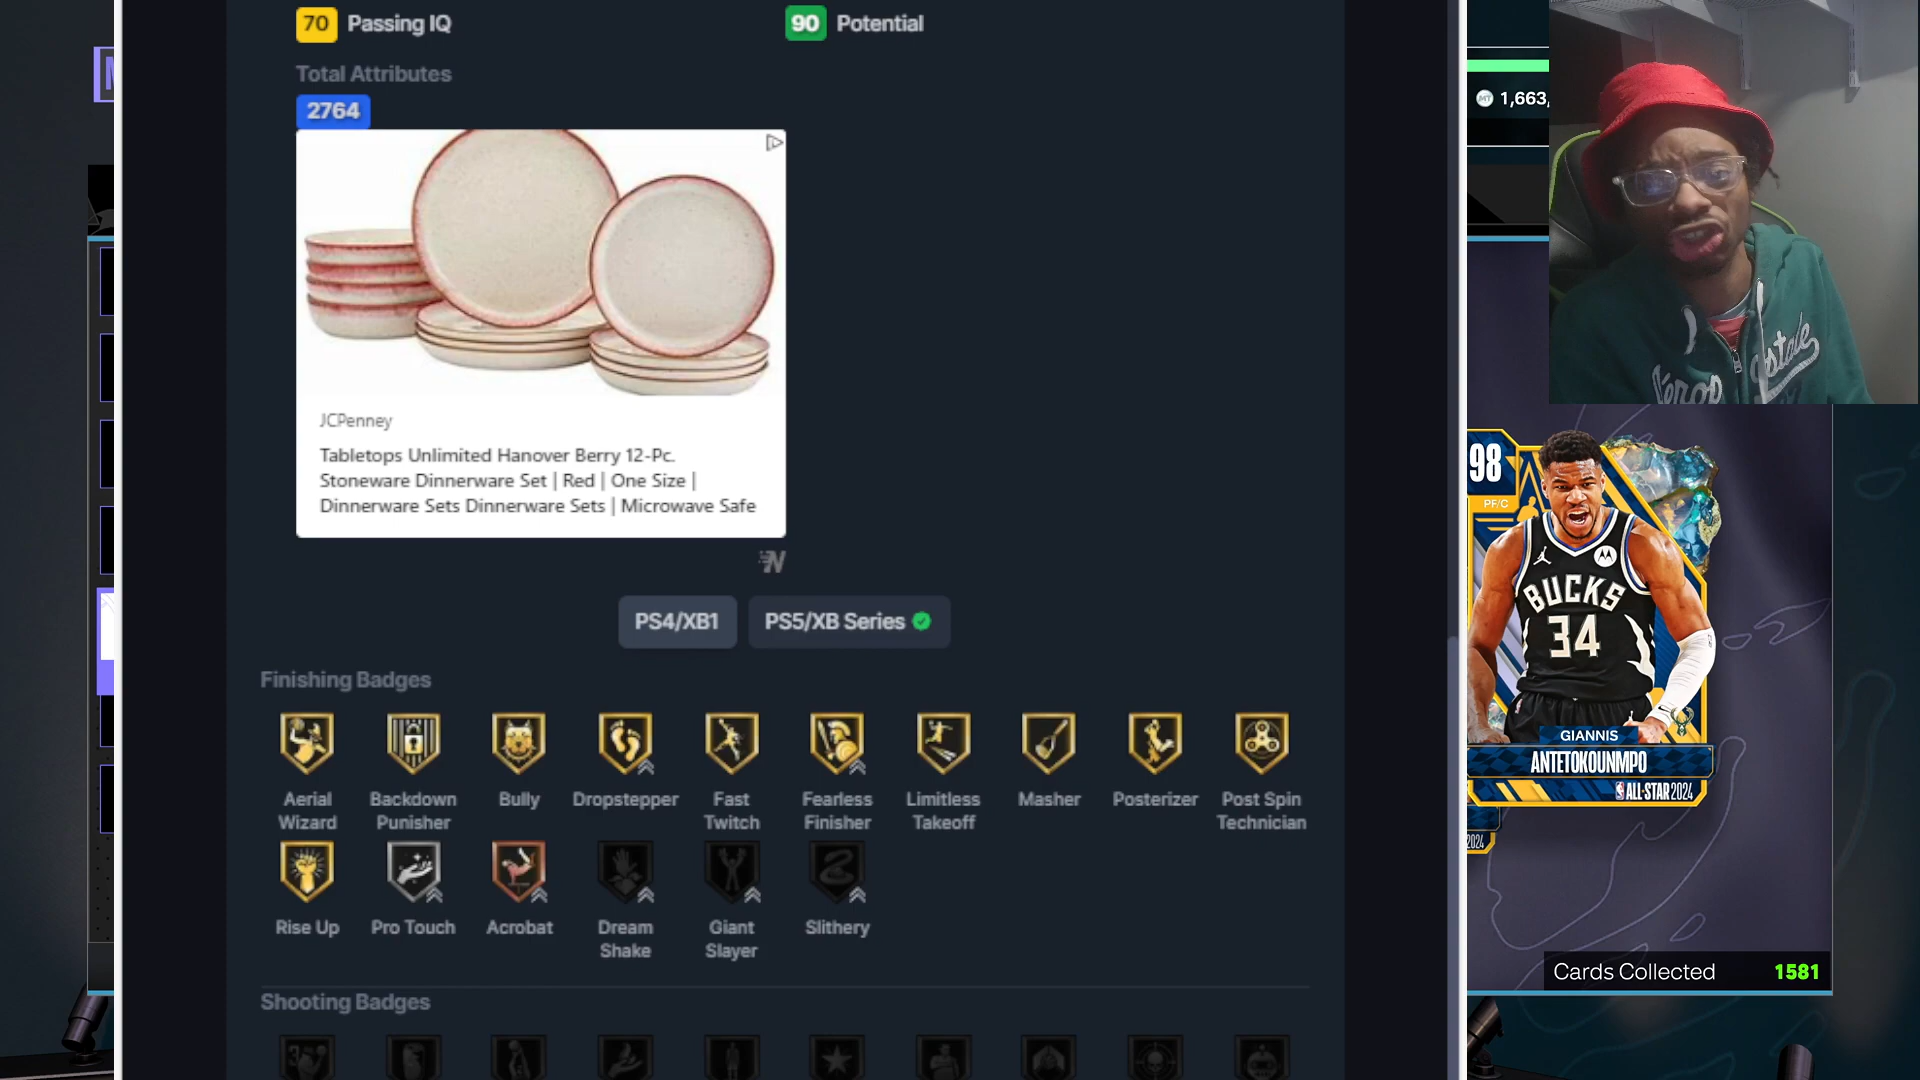 70 Passing IQ
90 Potential
Total Attributes
2764
1,663,
JCPenney
Tabletops Unlimited Hanover Berry 12-Pc.
Stoneware Dinnerware Set | Red | One Size |
Dinnerware Sets Dinnerware Sets | Microwave Safe
PS4/XB1
PS5/XB Series
Finishing Badges
Aerial Wizard
Backdown Punisher
Bully
Dropstepper
Fast Twitch
Fearless Finisher
Limitless Takeoff
Masher
Posterizer
Post Spin Technician
Rise Up
Pro Touch
Acrobat
Dream Shake
Giant Slayer
Slithery
Shooting Badges
98
PF/C
BUCKS
34
GIANNIS
ANTETOKOUNMPO
ALL-STAR 2024
2024
Cards Collected 1581